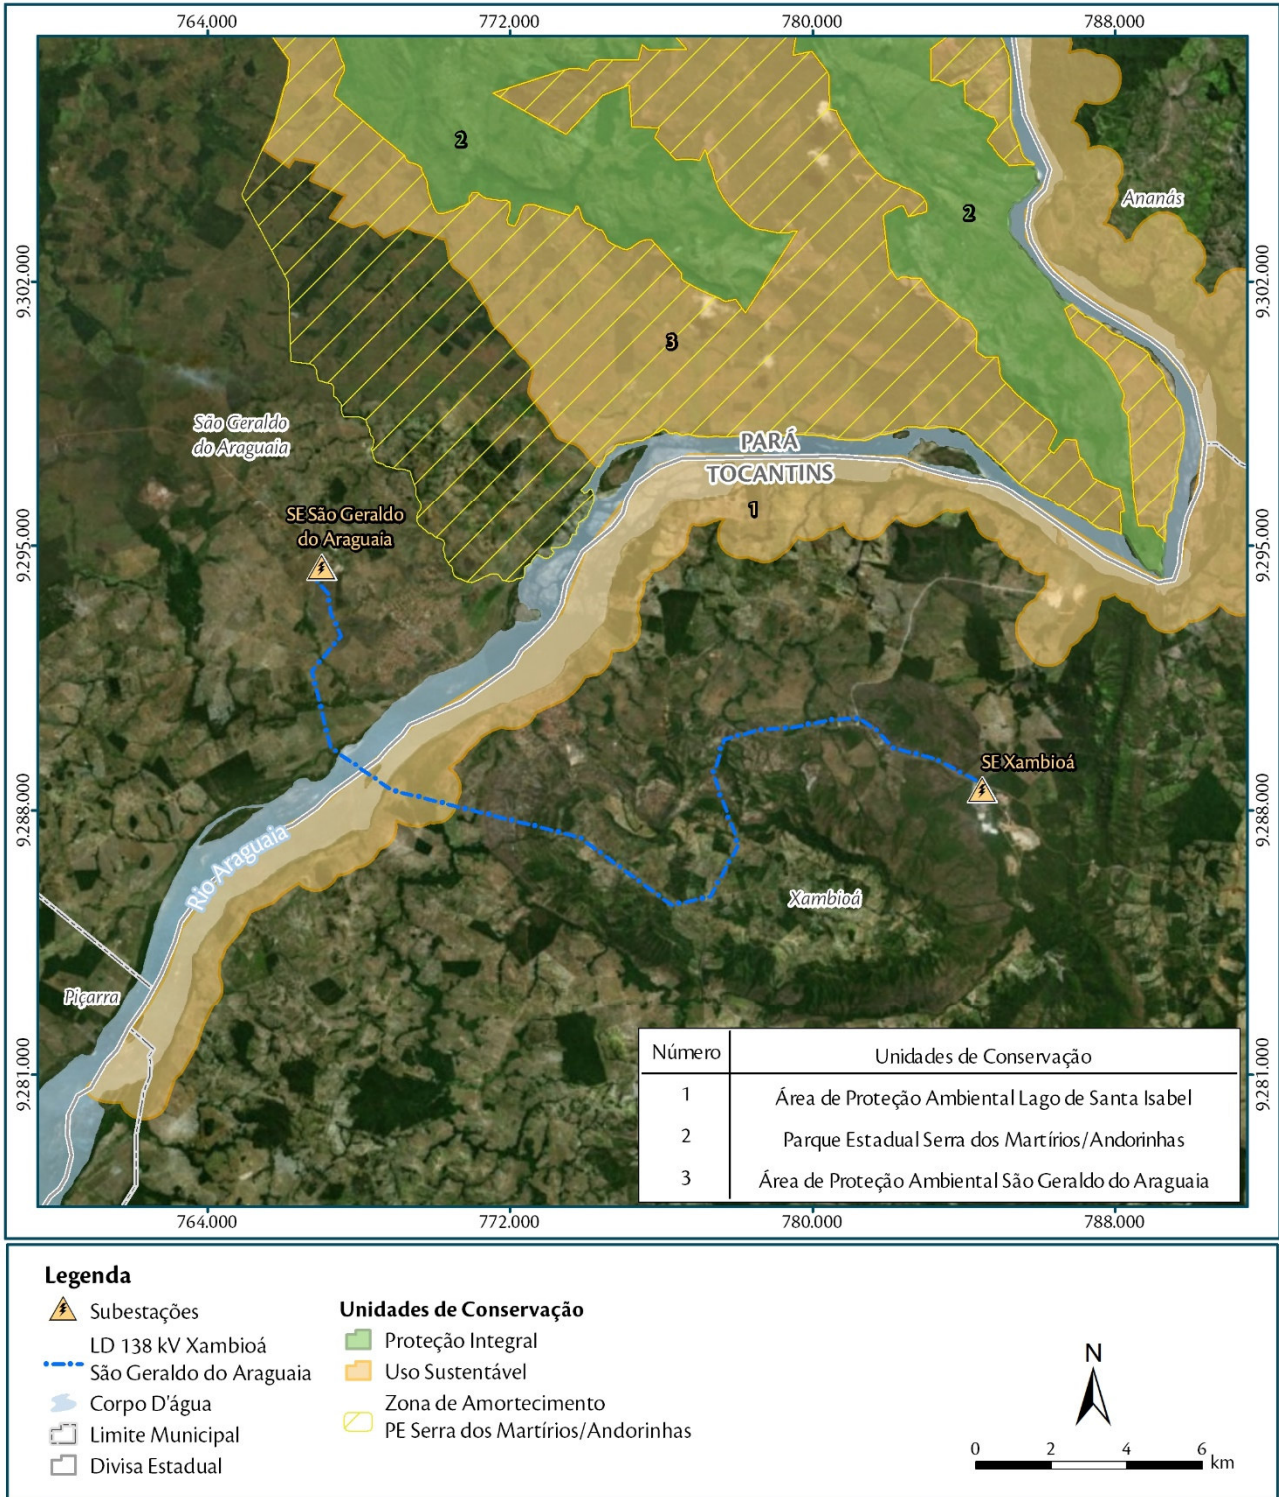 764.000 772.000 780.000 788.000
2
2
Ananás
9.302.000 9.302.000
3
São Geraldo
do Araguaia
PARÁ
TOCANTINS
1
SE São Geraldo
do Araguaia
9.295.000 9.295.000
SE Xambioá
9.288.000 9.288.000
Rio Araguaia
Xambioá
Piçarra
9.281.000 9.281.000
Número Unidades de Conservação
1 Área de Proteção Ambiental Lago de Santa Isabel
2 Parque Estadual Serra dos Martírios/Andorinhas
3 Área de Proteção Ambiental São Geraldo do Araguaia
764.000 772.000 780.000 788.000
Legenda
Subestações
LD 138 kV Xambioá
São Geraldo do Araguaia
Corpo D'água
Limite Municipal
Divisa Estadual
Unidades de Conservação
Proteção Integral
Uso Sustentável
Zona de Amortecimento
PE Serra dos Martírios/Andorinhas
N
0 2 4 6 km